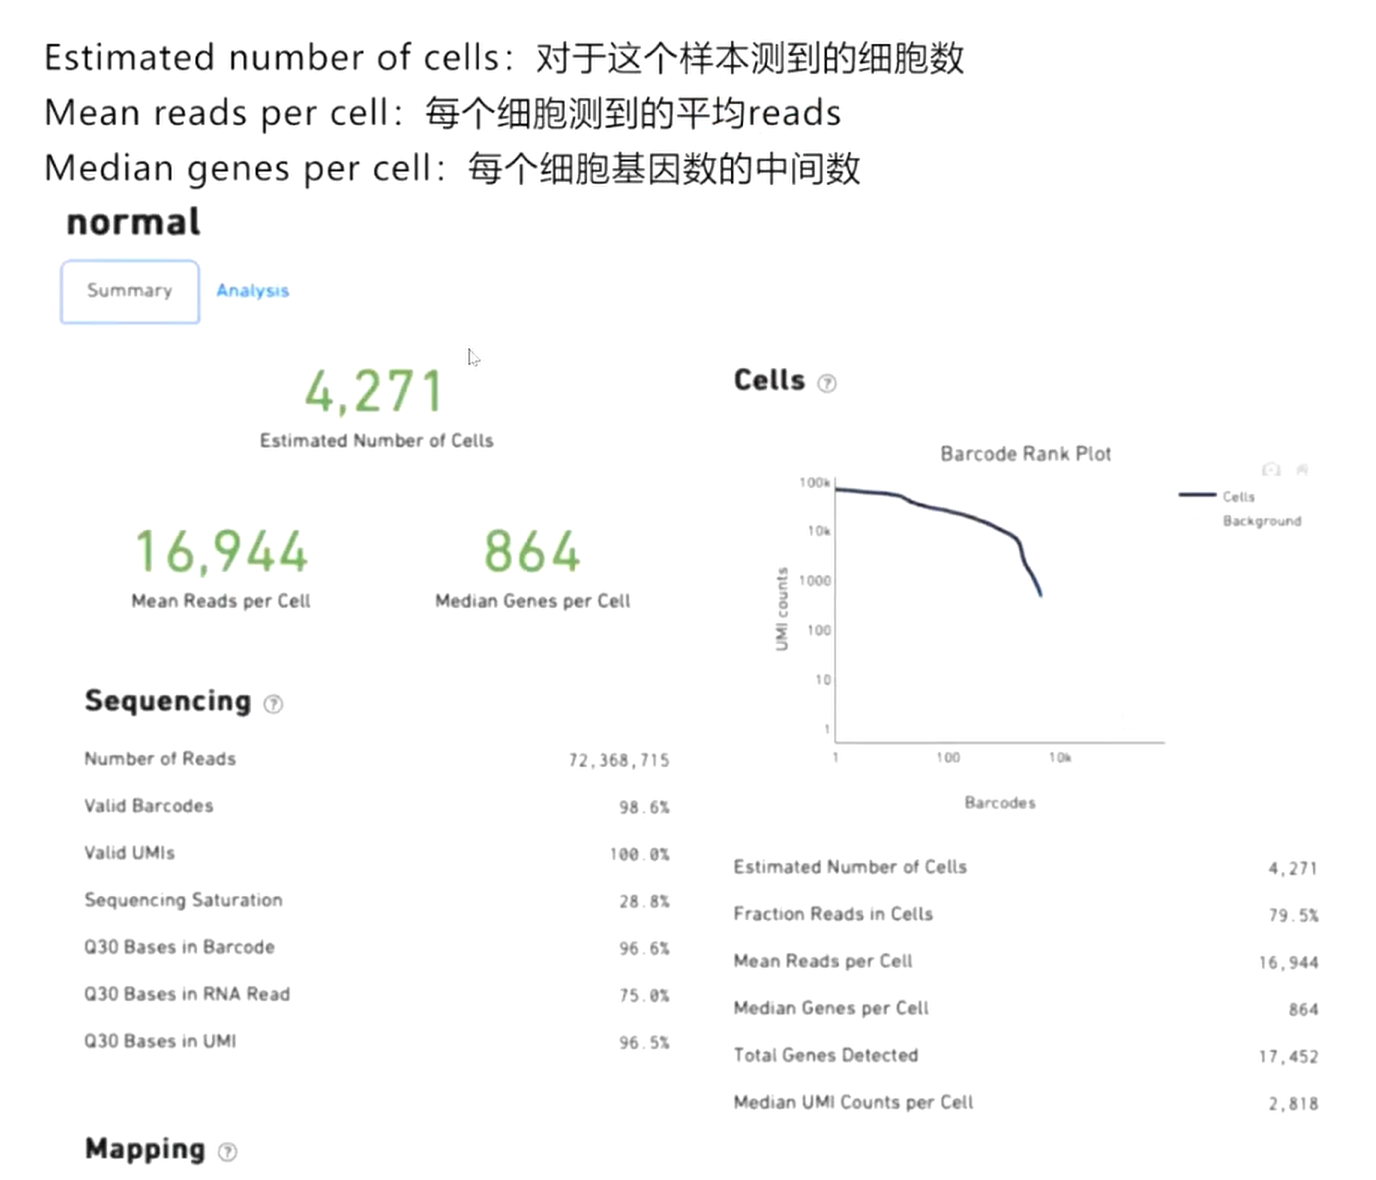 Estimated number of cells：对于这个样本测到的细胞数
Mean reads per cell：每个细胞测到的平均reads
Median genes per cell：每个细胞基因数的中间数
normal
Summary
Analysis
4,271
Estimated Number of Cells
16,944
Mean Reads per Cell
864
Median Genes per Cell
Sequencing ?
Number of Reads 72,368,715
Valid Barcodes 98.6%
Valid UMIs 100.0%
Sequencing Saturation 28.8%
Q30 Bases in Barcode 96.6%
Q30 Bases in RNA Read 75.0%
Q30 Bases in UMI 96.5%
Mapping ?
Cells ?
Barcode Rank Plot
Cells
Background
UMI counts
100k
10k
1000
100
10
1
1 100 10k
Barcodes
Estimated Number of Cells 4,271
Fraction Reads in Cells 79.5%
Mean Reads per Cell 16,944
Median Genes per Cell 864
Total Genes Detected 17,452
Median UMI Counts per Cell 2,818